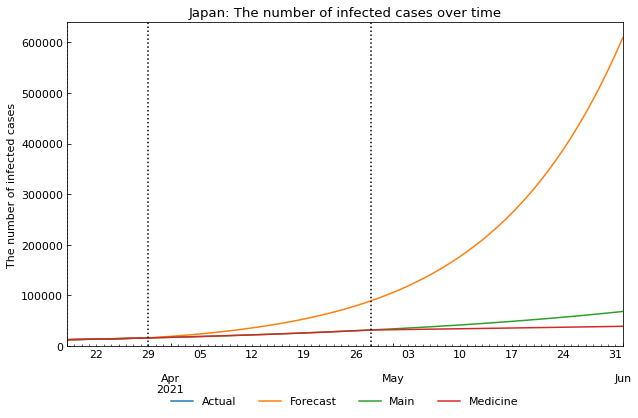 Japan: The number of infected cases over time
The number of infected cases
600000
500000
400000
300000
200000
100000
0
22 29 05 12 19 26 03 10 17 24 31
Apr May Jun
2021
Actual Forecast Main Medicine